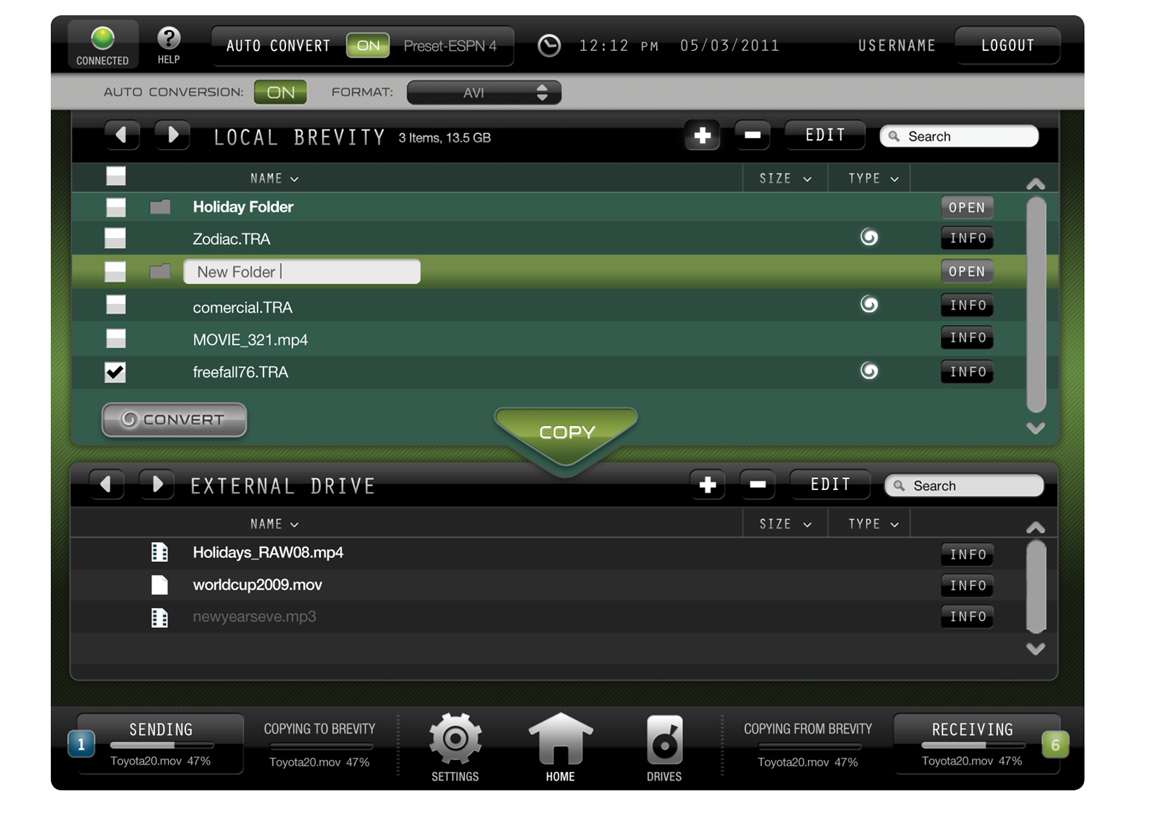 CONNECTED
HELP
AUTO CONVERT ON Preset-ESPN 4
12:12 PM 05/03/2011
USERNAME
LOGOUT
AUTO CONVERSION: ON FORMAT: AVI
LOCAL BREVITY 3 Items, 13.5 GB
EDIT
Search
NAME SIZE TYPE
Holiday Folder OPEN
Zodiac.TRA INFO
New Folder OPEN
comercial.TRA INFO
MOVIE_321.mp4 INFO
freefall76.TRA INFO
CONVERT
COPY
EXTERNAL DRIVE
EDIT
Search
NAME SIZE TYPE
Holidays_RAW08.mp4 INFO
worldcup2009.mov INFO
newyearseve.mp3 INFO
1
SENDING
Toyota20.mov 47%
COPYING TO BREVITY
Toyota20.mov 47%
SETTINGS
HOME
DRIVES
COPYING FROM BREVITY
Toyota20.mov 47%
RECEIVING
Toyota20.mov 47%
6